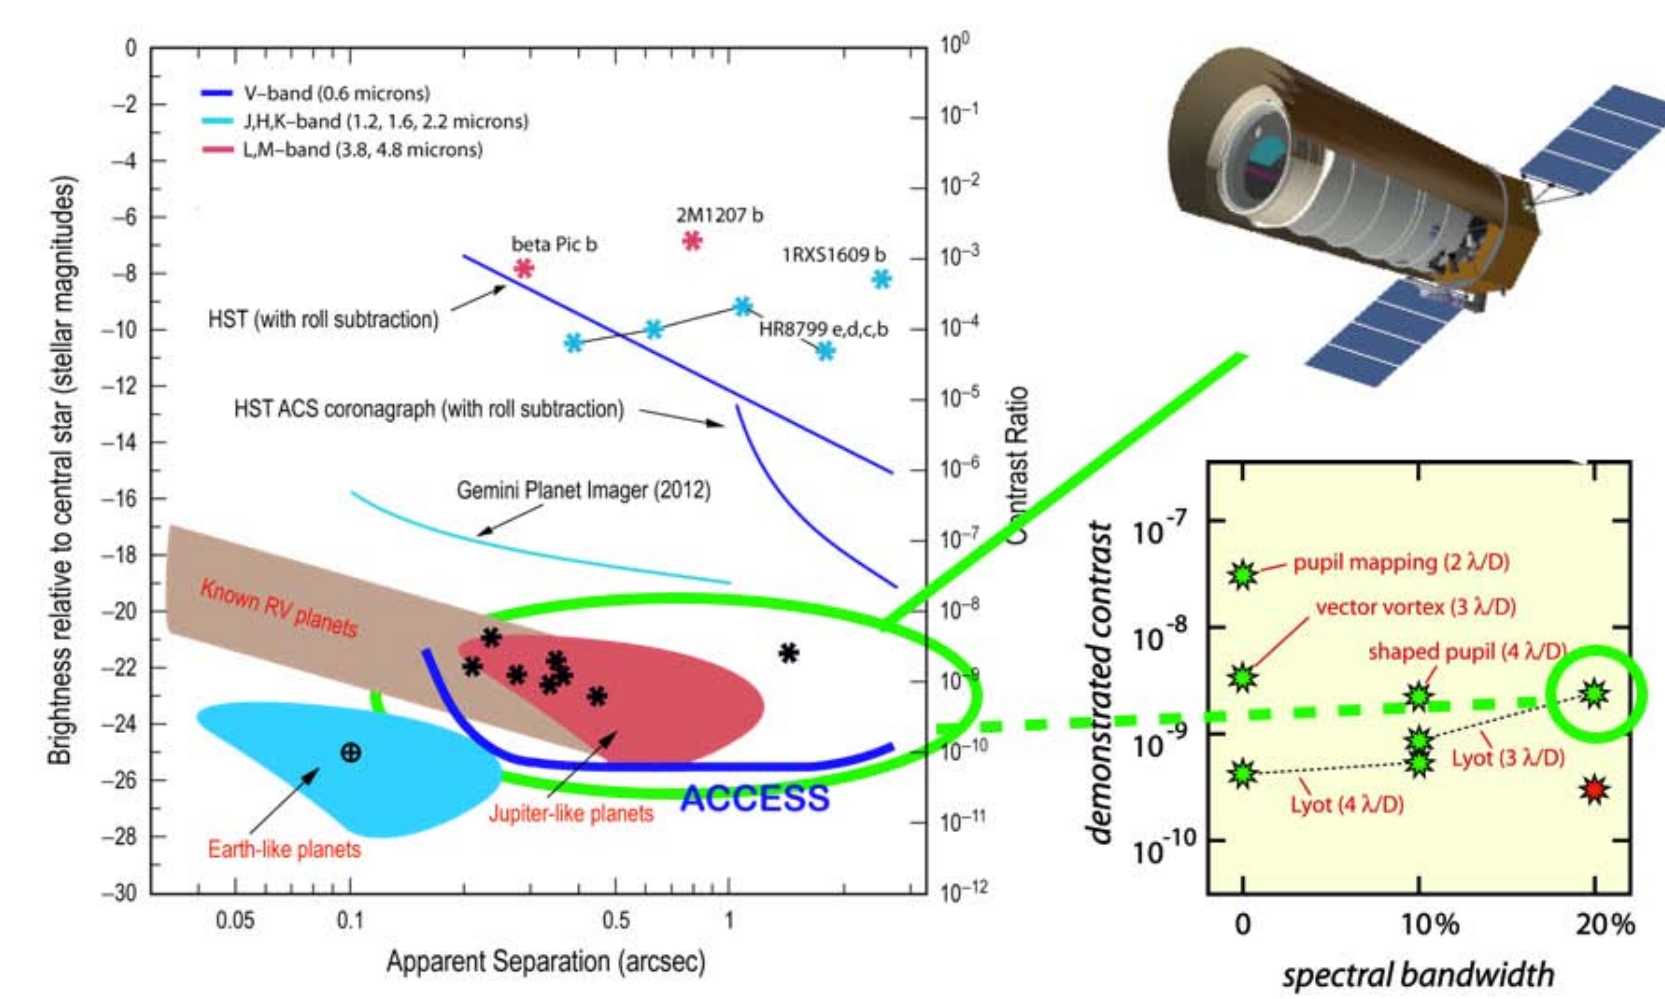 0
−2
−4
−6
−8
−10
−12
−14
−16
−18
−20
−22
−24
−26
−28
−30
Brightness relative to central star (stellar magnitudes)
V–band (0.6 microns)
J,H,K–band (1.2, 1.6, 2.2 microns)
L,M–band (3.8, 4.8 microns)
2M1207 b
beta Pic b
1RXS1609 b
HST (with roll subtraction)
HR8799 e,d,c,b
HST ACS coronagraph (with roll subtraction)
Gemini Planet Imager (2012)
Known RV planets
ACCESS
Jupiter-like planets
Earth-like planets
0.05
0.1
0.5
1
Apparent Separation (arcsec)
10⁰
10⁻¹
10⁻²
10⁻³
10⁻⁴
10⁻⁵
10⁻⁶
10⁻⁷
10⁻⁸
10⁻⁹
10⁻¹⁰
10⁻¹¹
10⁻¹²
Contrast Ratio
demonstrated contrast
10⁻⁷
10⁻⁸
10⁻⁹
10⁻¹⁰
pupil mapping (2 λ/D)
vector vortex (3 λ/D)
shaped pupil (4 λ/D)
Lyot (3 λ/D)
Lyot (4 λ/D)
0
10%
20%
spectral bandwidth